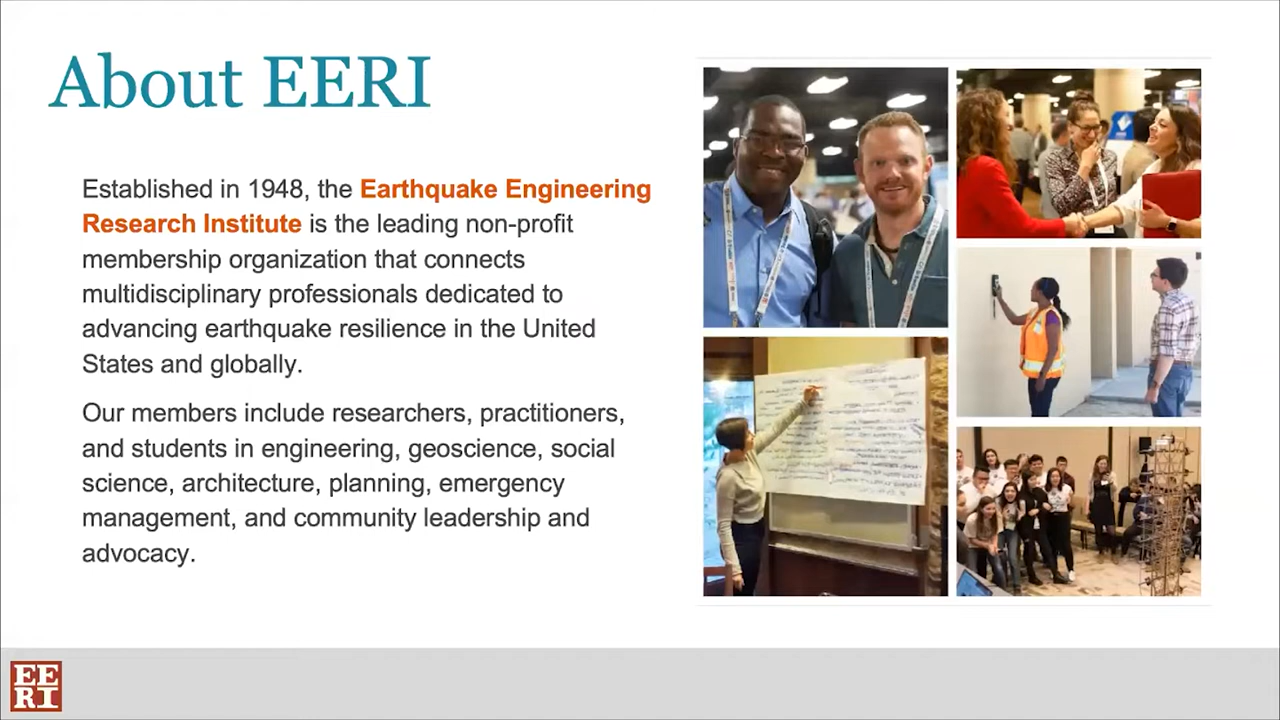 About EERI
Established in 1948, the Earthquake Engineering
Research Institute is the leading non-profit
membership organization that connects
multidisciplinary professionals dedicated to
advancing earthquake resilience in the United
States and globally.
Our members include researchers, practitioners,
and students in engineering, geoscience, social
science, architecture, planning, emergency
management, and community leadership and
advocacy.
EE
RI